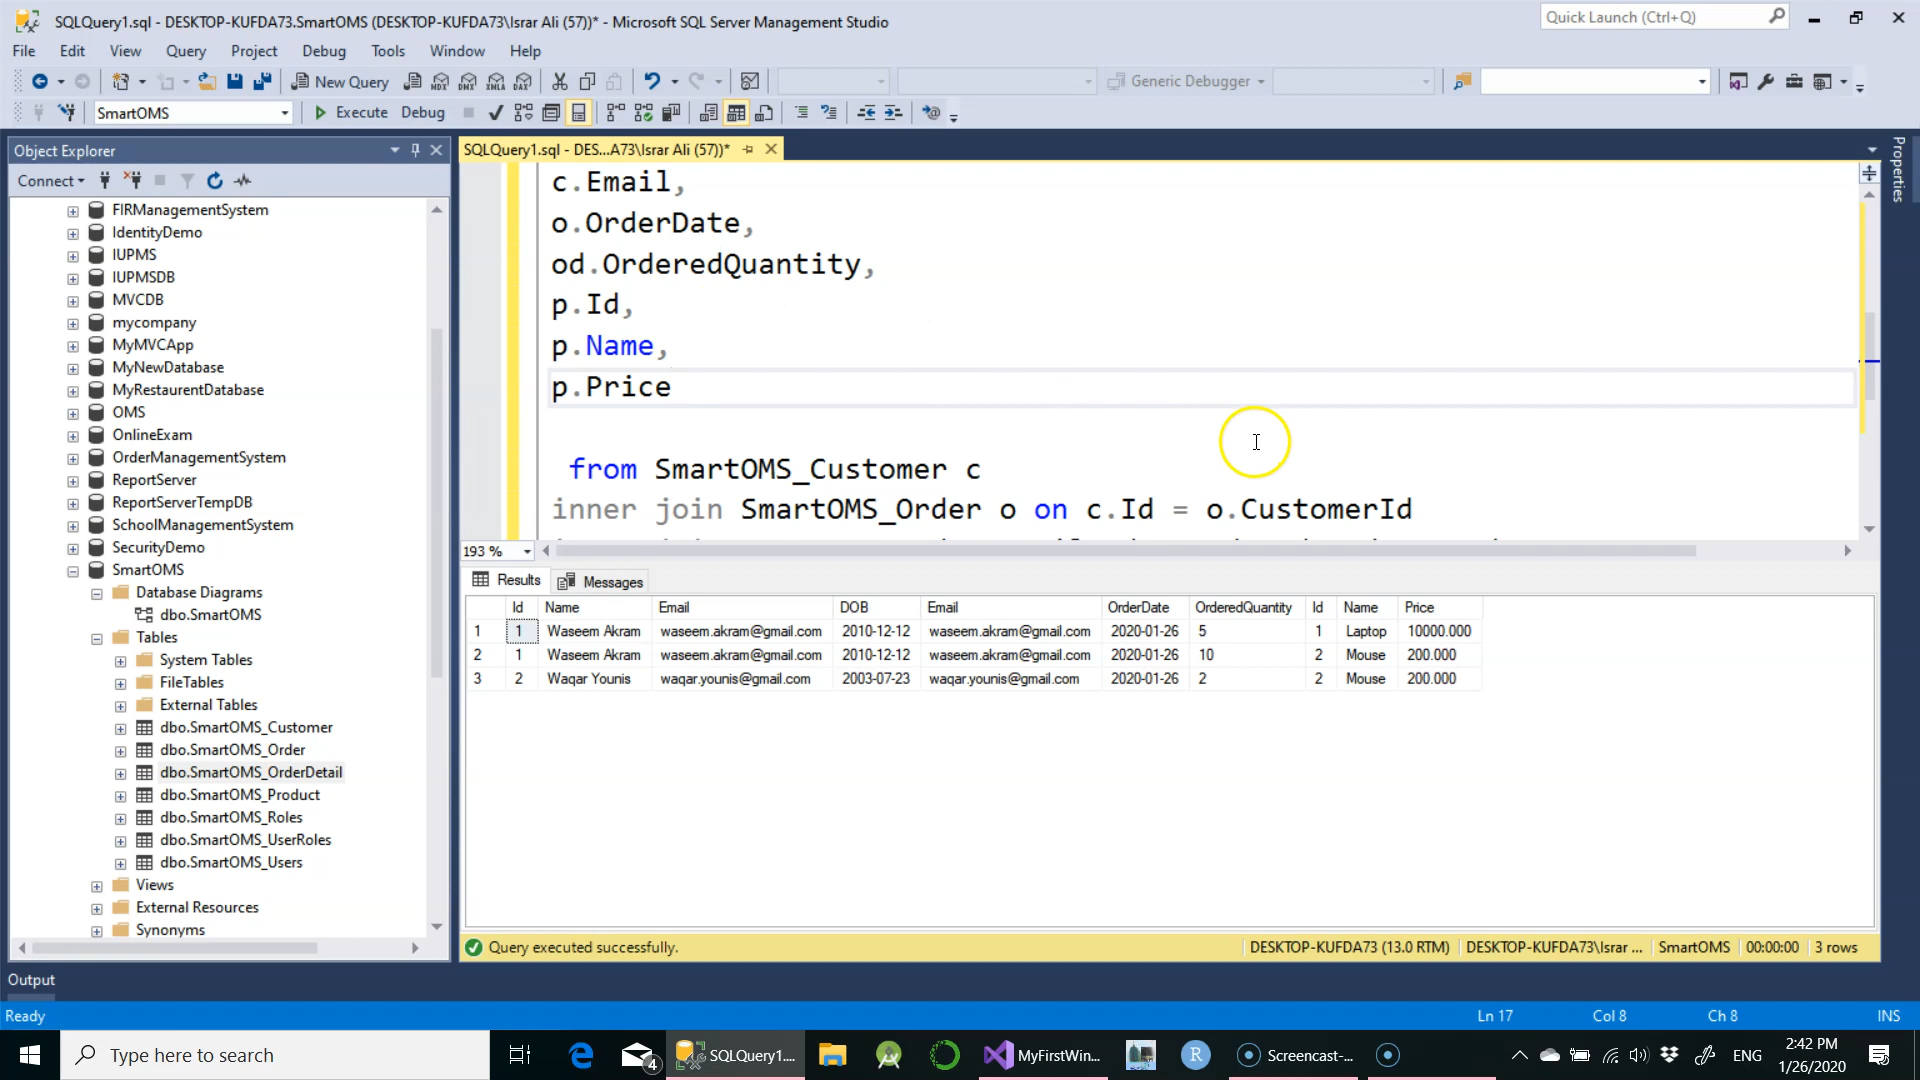 SQLQuery1.sql - DESKTOP-KUFDA73.SmartOMS (DESKTOP-KUFDA73\Israr Ali (57))* - Microsoft SQL Server Management Studio
Quick Launch (Ctrl+Q)
File Edit View Query Project Debug Tools Window Help
New Query MDX DMX XMLA DAX Generic Debugger
SmartOMS Execute Debug
Object Explorer
Connect
FIRManagementSystem
IdentityDemo
IUPMS
IUPMSDB
MVCDB
mycompany
MyMVCApp
MyNewDatabase
MyRestaurentDatabase
OMS
OnlineExam
OrderManagementSystem
ReportServer
ReportServerTempDB
SchoolManagementSystem
SecurityDemo
SmartOMS
Database Diagrams
dbo.SmartOMS
Tables
System Tables
FileTables
External Tables
dbo.SmartOMS_Customer
dbo.SmartOMS_Order
dbo.SmartOMS_OrderDetail
dbo.SmartOMS_Product
dbo.SmartOMS_Roles
dbo.SmartOMS_UserRoles
dbo.SmartOMS_Users
Views
External Resources
Synonyms
SQLQuery1.sql - DES...A73\Israr Ali (57))*
c.Email,
o.OrderDate,
od.OrderedQuantity,
p.Id,
p.Name,
p.Price
from SmartOMS_Customer c
inner join SmartOMS_Order o on c.Id = o.CustomerId
193 %
Results Messages
Id Name Email DOB Email OrderDate OrderedQuantity Id Name Price
1 1 Waseem Akram waseem.akram@gmail.com 2010-12-12 waseem.akram@gmail.com 2020-01-26 5 1 Laptop 10000.000
2 1 Waseem Akram waseem.akram@gmail.com 2010-12-12 waseem.akram@gmail.com 2020-01-26 10 2 Mouse 200.000
3 2 Waqar Younis waqar.younis@gmail.com 2003-07-23 waqar.younis@gmail.com 2020-01-26 2 2 Mouse 200.000
Query executed successfully. DESKTOP-KUFDA73 (13.0 RTM) DESKTOP-KUFDA73\Israr ... SmartOMS 00:00:00 3 rows
Properties
Output
Ready Ln 17 Col 8 Ch 8 INS
Type here to search
4
SQLQuery1....
MyFirstWin...
R
Screencast-...
ENG
2:42 PM
1/26/2020